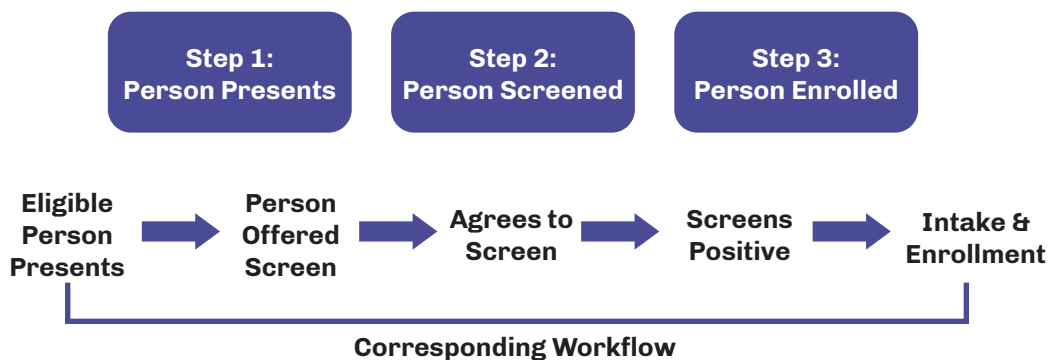 Step 1:
Person Presents
Step 2:
Person Screened
Step 3:
Person Enrolled
Eligible
Person
Presents
Person
Offered
Screen
Agrees to
Screen
Screens
Positive
Intake &
Enrollment
Corresponding Workflow